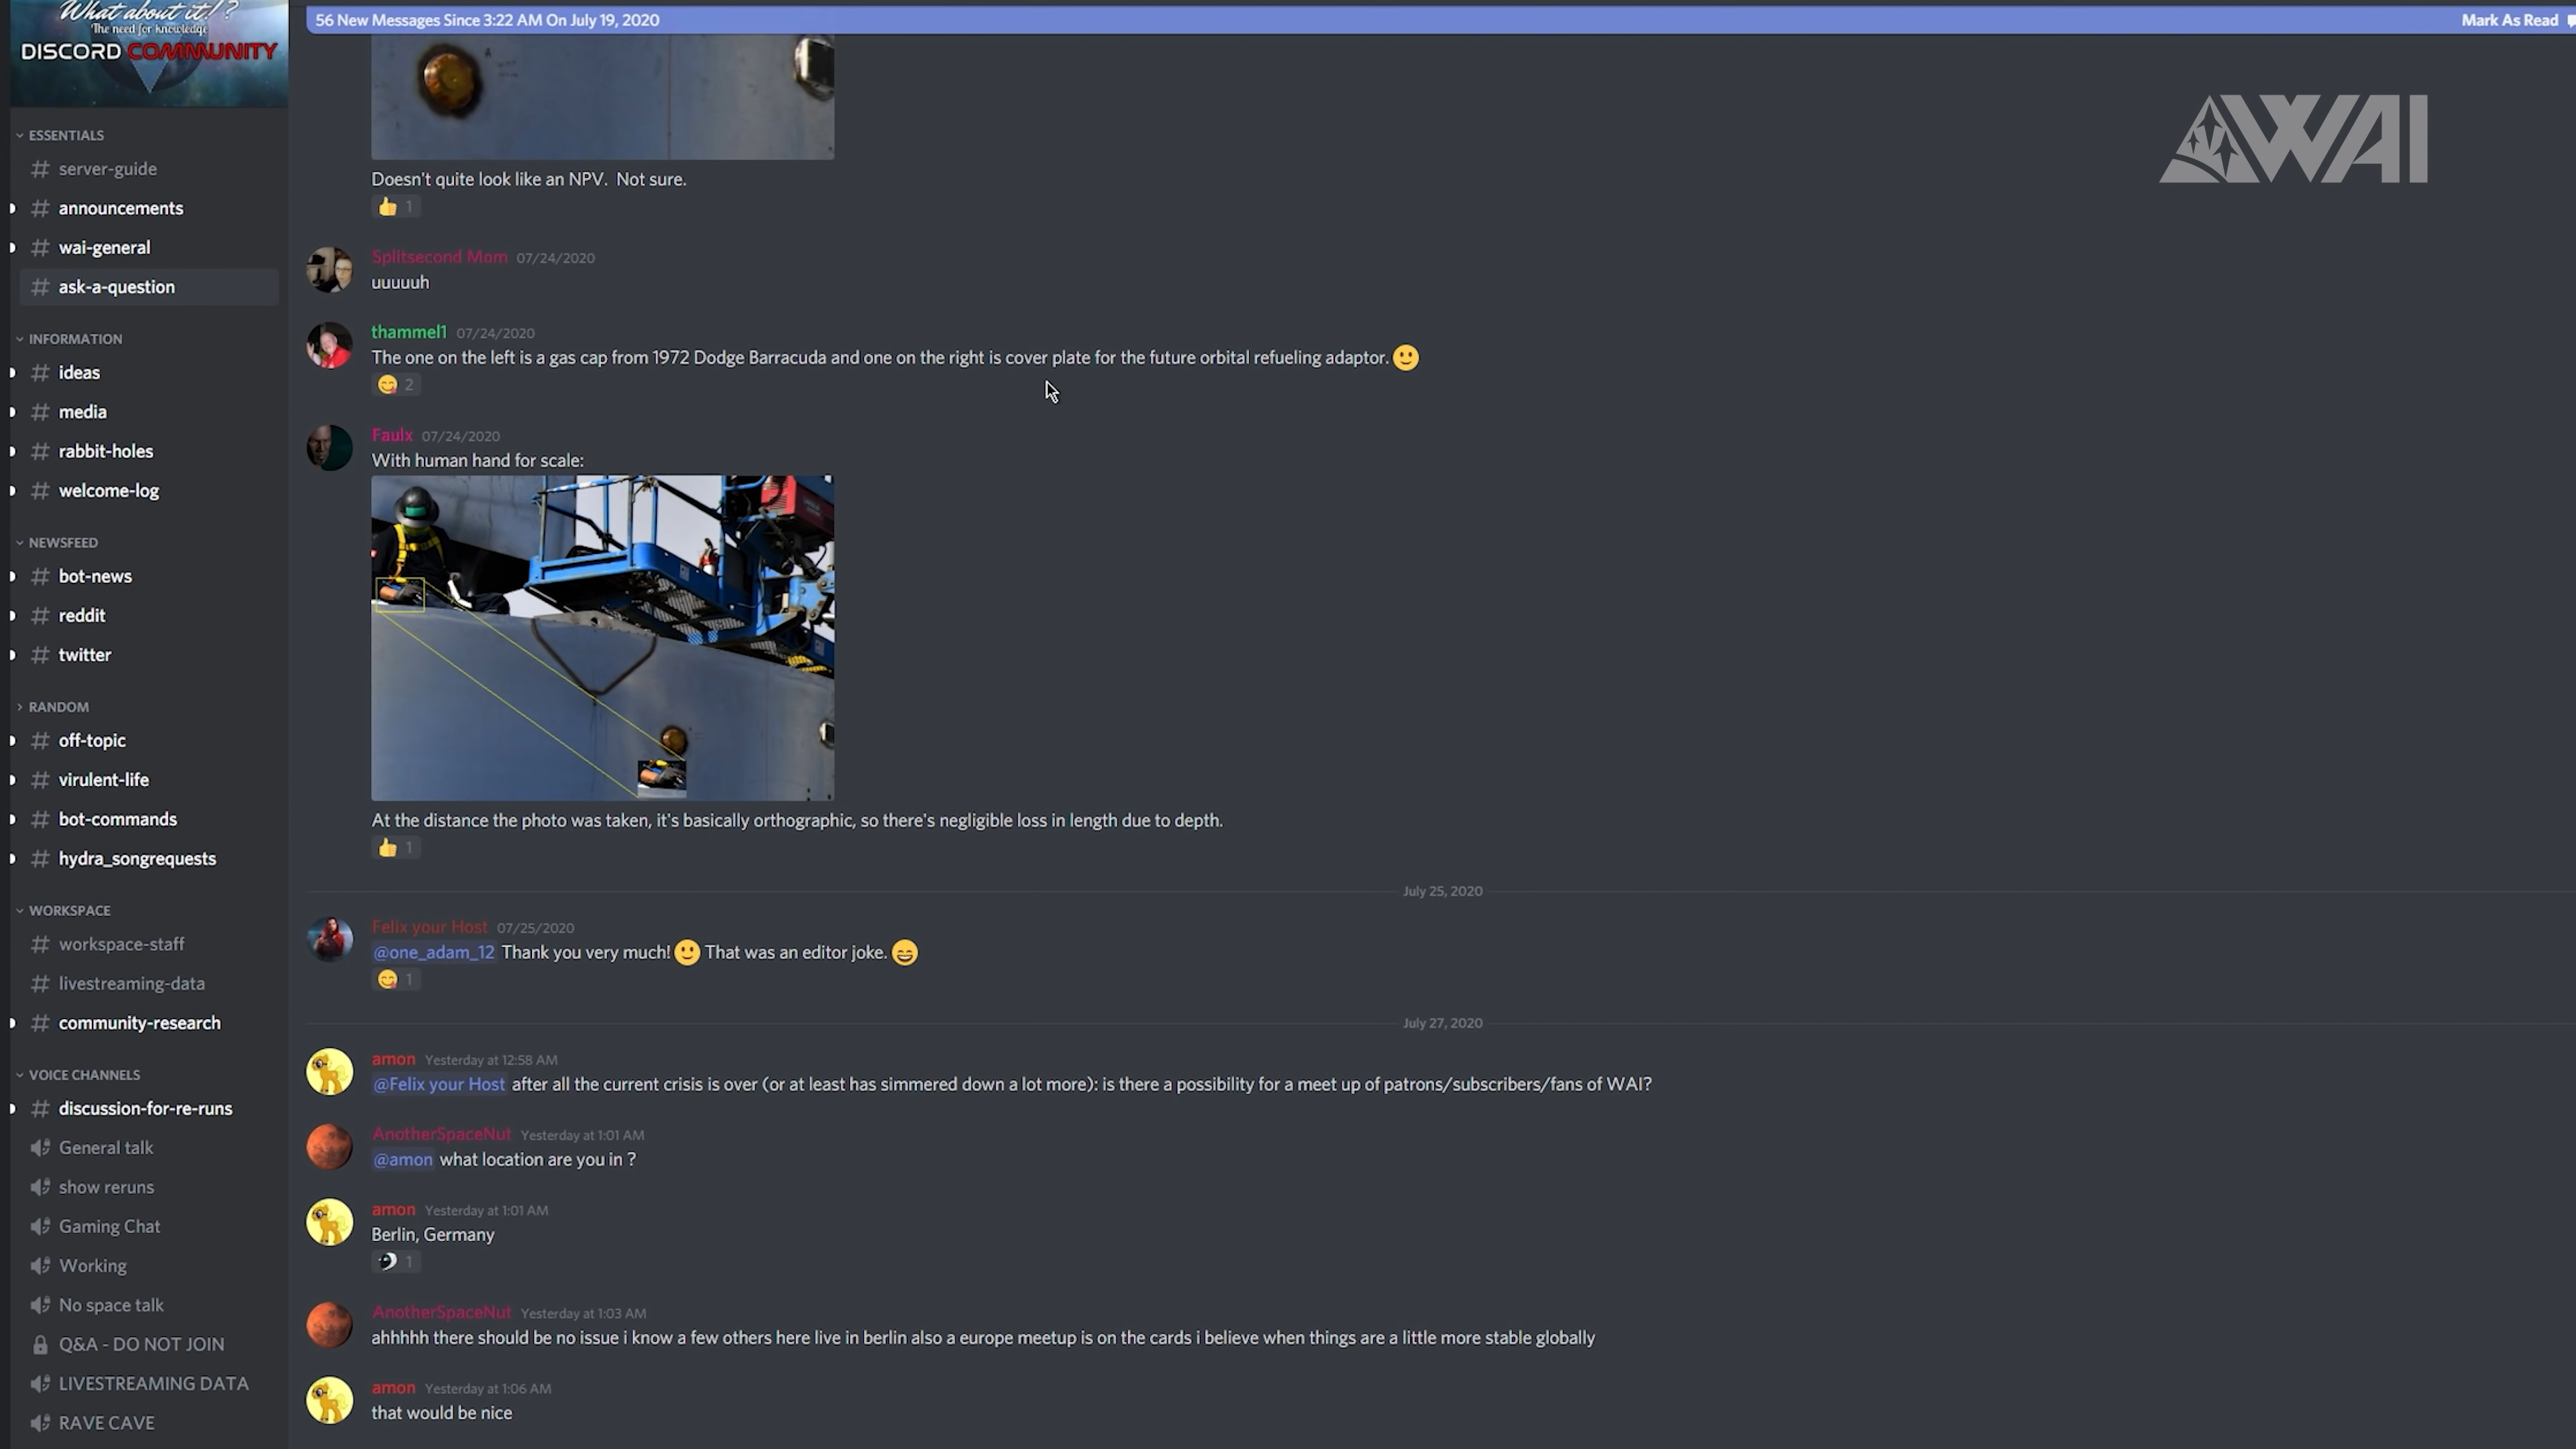 What about it!?
The need for knowledge
DISCORD COMMUNITY
ESSENTIALS
# server-guide
# announcements
# wai-general
# ask-a-question
INFORMATION
# ideas
# media
# rabbit-holes
# welcome-log
NEWSFEED
# bot-news
# reddit
# twitter
RANDOM
# off-topic
# virulent-life
# bot-commands
# hydra_songrequests
WORKSPACE
# workspace-staff
# livestreaming-data
# community-research
VOICE CHANNELS
# discussion-for-re-runs
General talk
show reruns
Gaming Chat
Working
No space talk
Q&A - DO NOT JOIN
LIVESTREAMING DATA
RAVE CAVE
56 New Messages Since 3:22 AM On July 19, 2020 Mark As Read
WAI
Doesn't quite look like an NPV. Not sure.
👍 1
Splitsecond Mom 07/24/2020
uuuuuh
thammel1 07/24/2020
The one on the left is a gas cap from 1972 Dodge Barracuda and one on the right is cover plate for the future orbital refueling adaptor. 🙂
😋 2
Faulx 07/24/2020
With human hand for scale:
At the distance the photo was taken, it's basically orthographic, so there's negligible loss in length due to depth.
👍 1
July 25, 2020
Felix your Host 07/25/2020
@one_adam_12 Thank you very much! 🙂 That was an editor joke. 😄
😋 1
July 27, 2020
amon Yesterday at 12:58 AM
@Felix your Host after all the current crisis is over (or at least has simmered down a lot more): is there a possibility for a meet up of patrons/subscribers/fans of WAI?
AnotherSpaceNut Yesterday at 1:01 AM
@amon what location are you in ?
amon Yesterday at 1:01 AM
Berlin, Germany
1
AnotherSpaceNut Yesterday at 1:03 AM
ahhhhh there should be no issue i know a few others here live in berlin also a europe meetup is on the cards i believe when things are a little more stable globally
amon Yesterday at 1:06 AM
that would be nice